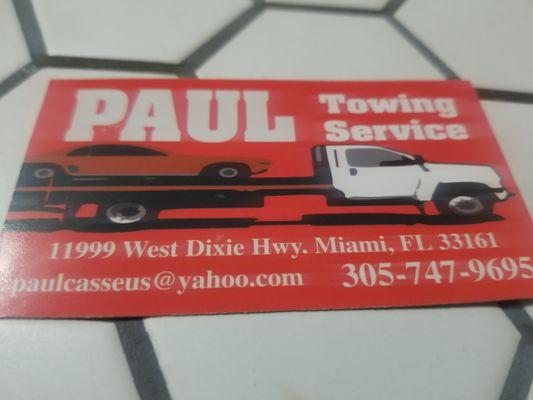 PAUL Towing
Service
11999 West Dixie Hwy. Miami, FL 33161
paulcasseus@yahoo.com 305-747-9695